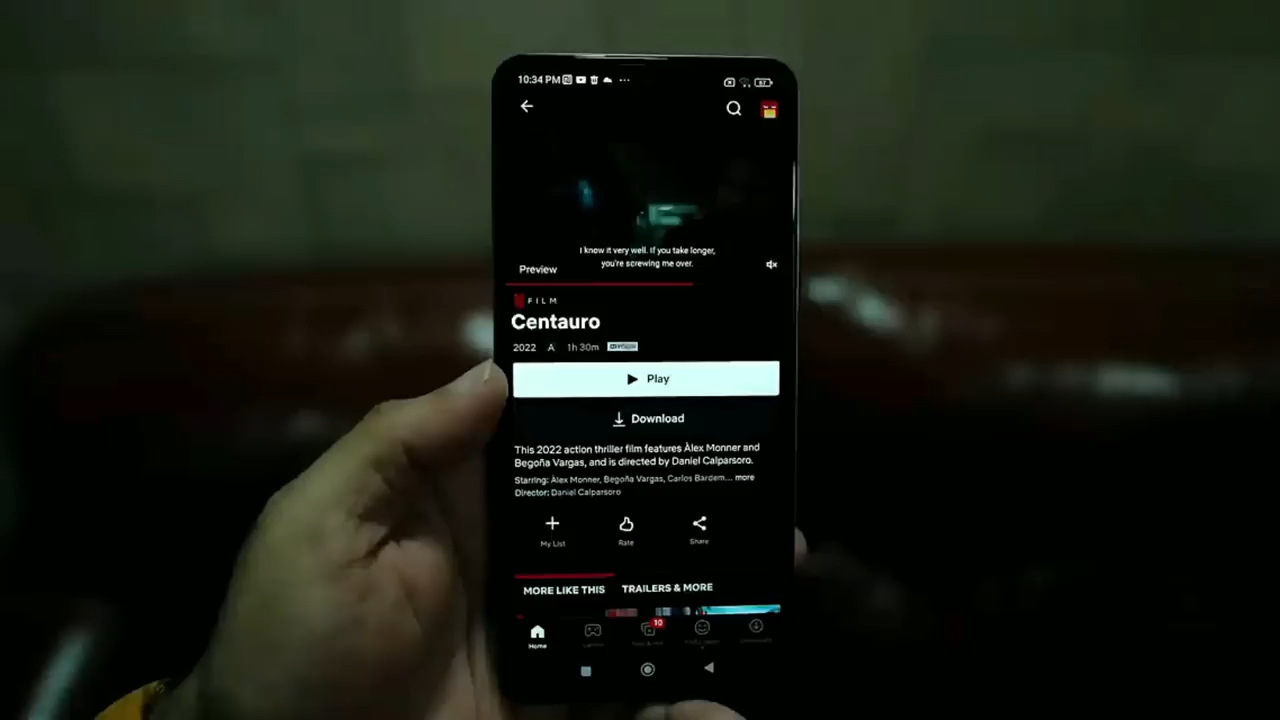 10:34 PM
67
I know it very well. If you take longer,
you're screwing me over.
Preview
FILM
Centauro
2022 A 1h 30m
Play
Download
This 2022 action thriller film features Àlex Monner and
Begoña Vargas, and is directed by Daniel Calparsoro.
Starring: Àlex Monner, Begoña Vargas, Carlos Bardem... more
Director: Daniel Calparsoro
My List Rate Share
MORE LIKE THIS TRAILERS & MORE
10
Home